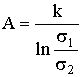 A = k / ln σ₁/σ₂